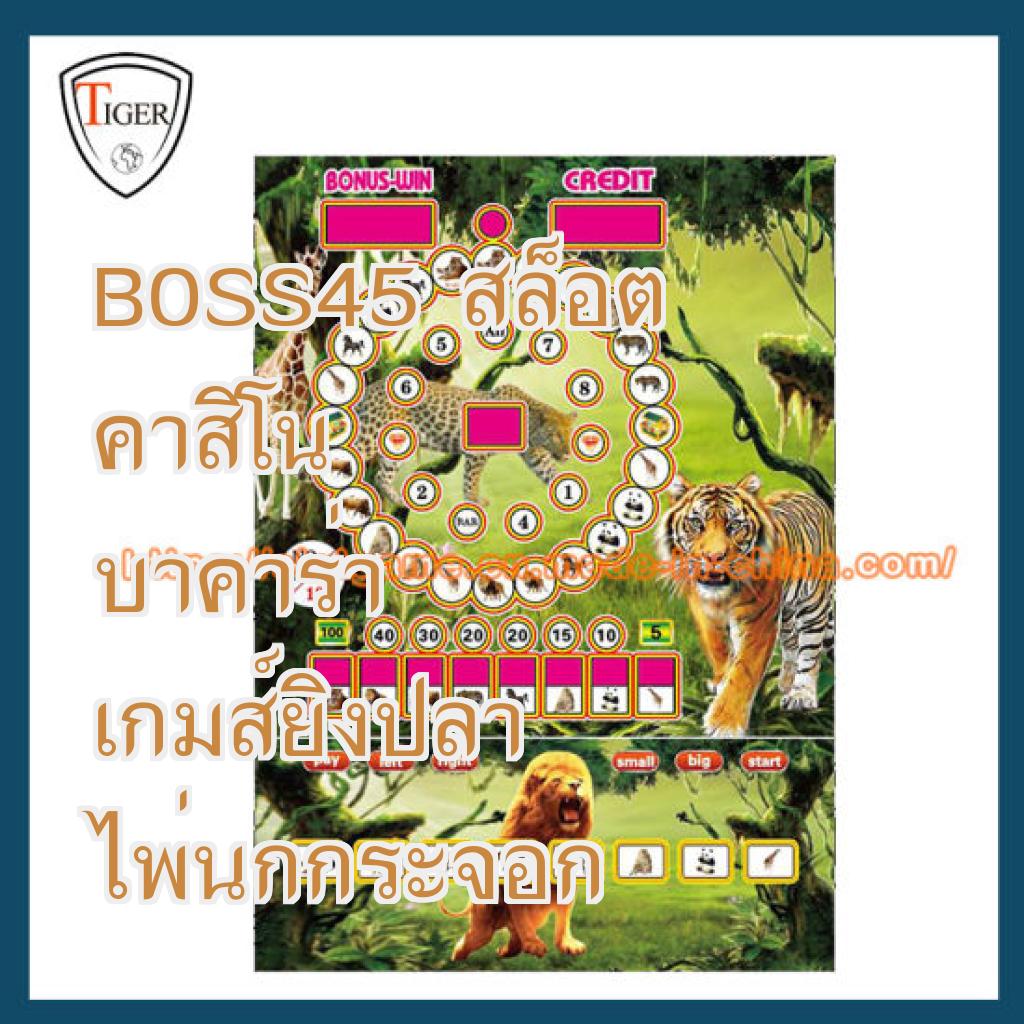 TIGER
BONUS-WIN CREDIT
BOSS45 สล็อต
5 7
6 8
คาสิโน
2 1
BAR 4
บาคาร่า
100 40 30 20 20 15 10 5
เกมส์ยิงปลา
play left right small big start
ไพ่นกกระจอก